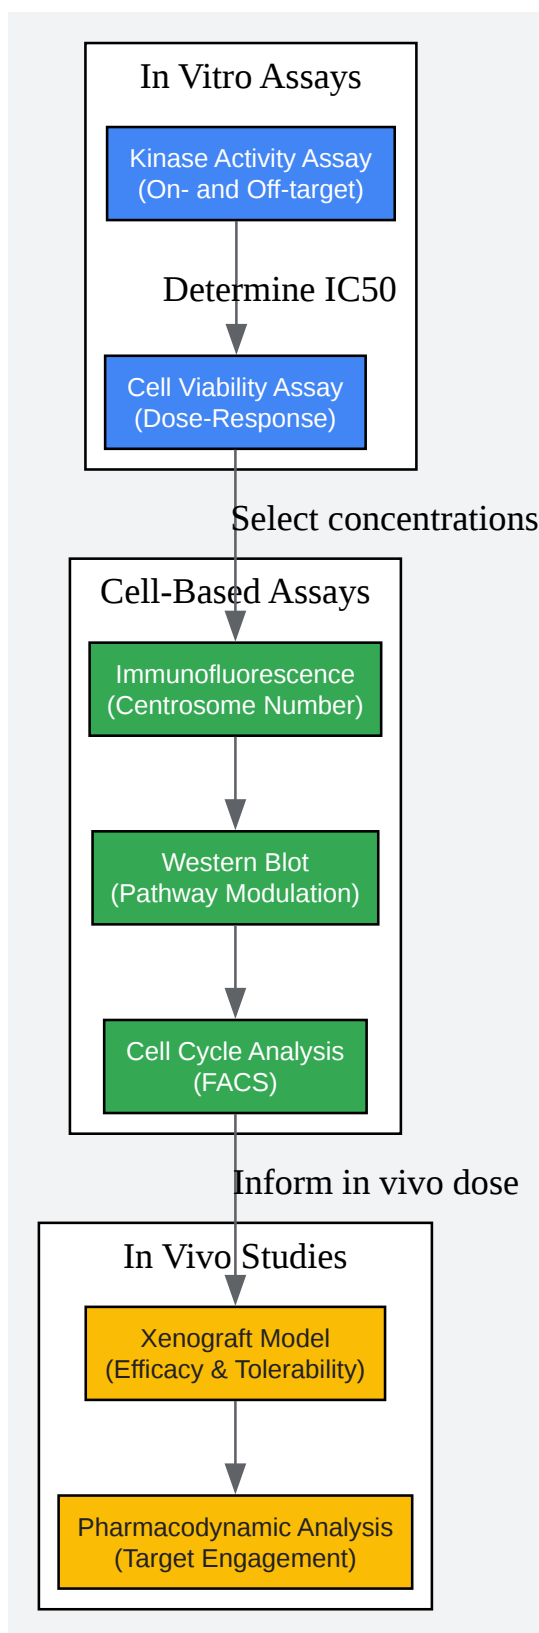 In Vitro Assays
Kinase Activity Assay
(On- and Off-target)
Determine IC50
Cell Viability Assay
(Dose-Response)
Select concentrations
Cell-Based Assays
Immunofluorescence
(Centrosome Number)
Western Blot
(Pathway Modulation)
Cell Cycle Analysis
(FACS)
Inform in vivo dose
In Vivo Studies
Xenograft Model
(Efficacy & Tolerability)
Pharmacodynamic Analysis
(Target Engagement)